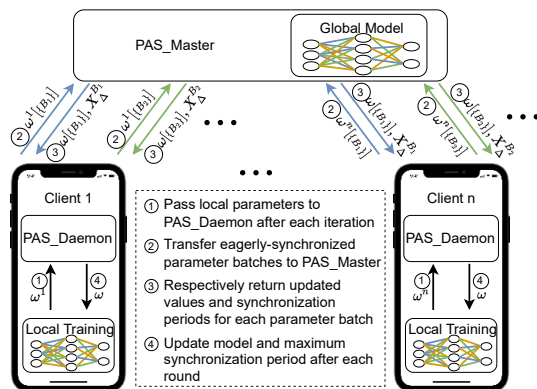 PAS_Master
Global Model
② ω¹[{B₁}]
③ ω[{B₁}], X_Δ^{B₁}
② ω¹[{B₂}]
③ ω[{B₂}], X_Δ^{B₂}
② ωⁿ[{B₁}]
③ ω[{B₁}], X_Δ^{B₁}
② ωⁿ[{B₂}]
③ ω[{B₂}], X_Δ^{B₂}
• • •
• • •
9:4
Client 1
PAS_Daemon
① ω¹
④ ω
Local Training
① Pass local parameters to
PAS_Daemon after each iteration
② Transfer eagerly-synchronized
parameter batches to PAS_Master
③ Respectively return updated
values and synchronization
periods for each parameter batch
④ Update model and maximum
synchronization period after each
round
• • •
9:4
Client n
PAS_Daemon
① ωⁿ
④ ω
Local Training